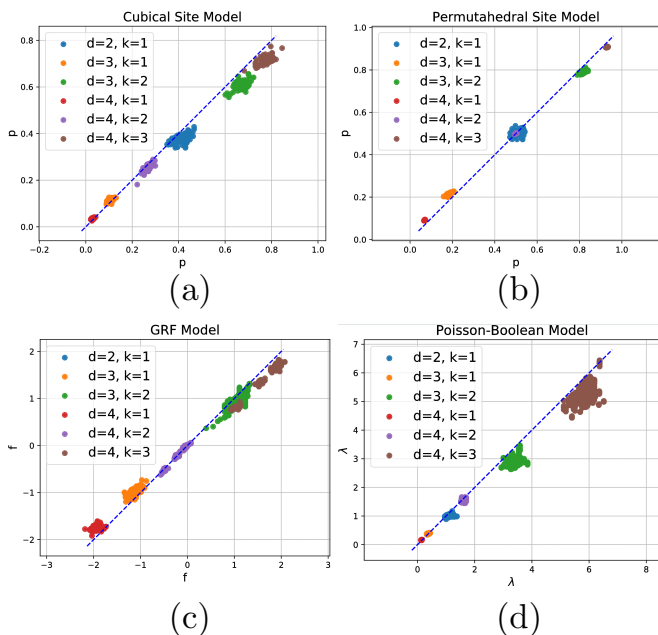 Cubical Site Model
0.8
0.6
0.4
0.2
0.0
p
d=2, k=1
d=3, k=1
d=3, k=2
d=4, k=1
d=4, k=2
d=4, k=3
−0.2 0.0 0.2 0.4 0.6 0.8 1.0
p
(a)
Permutahedral Site Model
1.0
0.8
0.6
0.4
0.2
0.0
p
d=2, k=1
d=3, k=1
d=3, k=2
d=4, k=1
d=4, k=2
d=4, k=3
0.0 0.2 0.4 0.6 0.8 1.0
p
(b)
GRF Model
2
1
0
−1
−2
f
d=2, k=1
d=3, k=1
d=3, k=2
d=4, k=1
d=4, k=2
d=4, k=3
−3 −2 −1 0 1 2 3
f
(c)
Poisson-Boolean Model
7
6
5
4
3
2
1
0
λ
d=2, k=1
d=3, k=1
d=3, k=2
d=4, k=1
d=4, k=2
d=4, k=3
0 2 4 6 8
λ
(d)